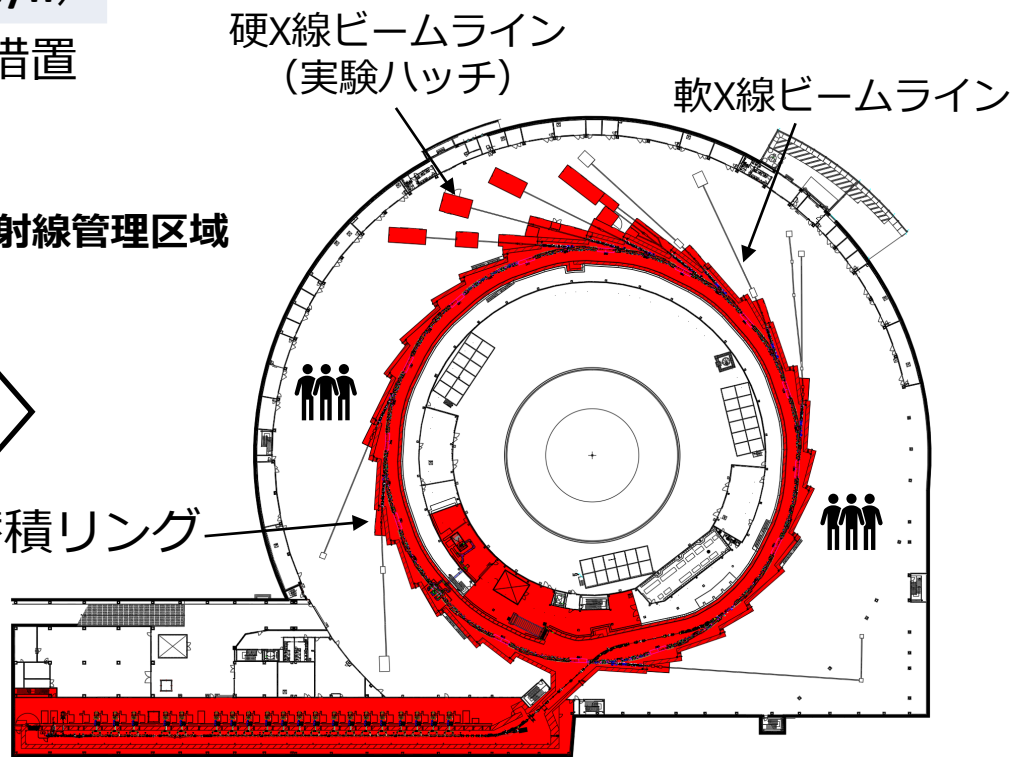 措置
硬X線ビームライン
(実験ハッチ)
軟X線ビームライン
射線管理区域
積リング